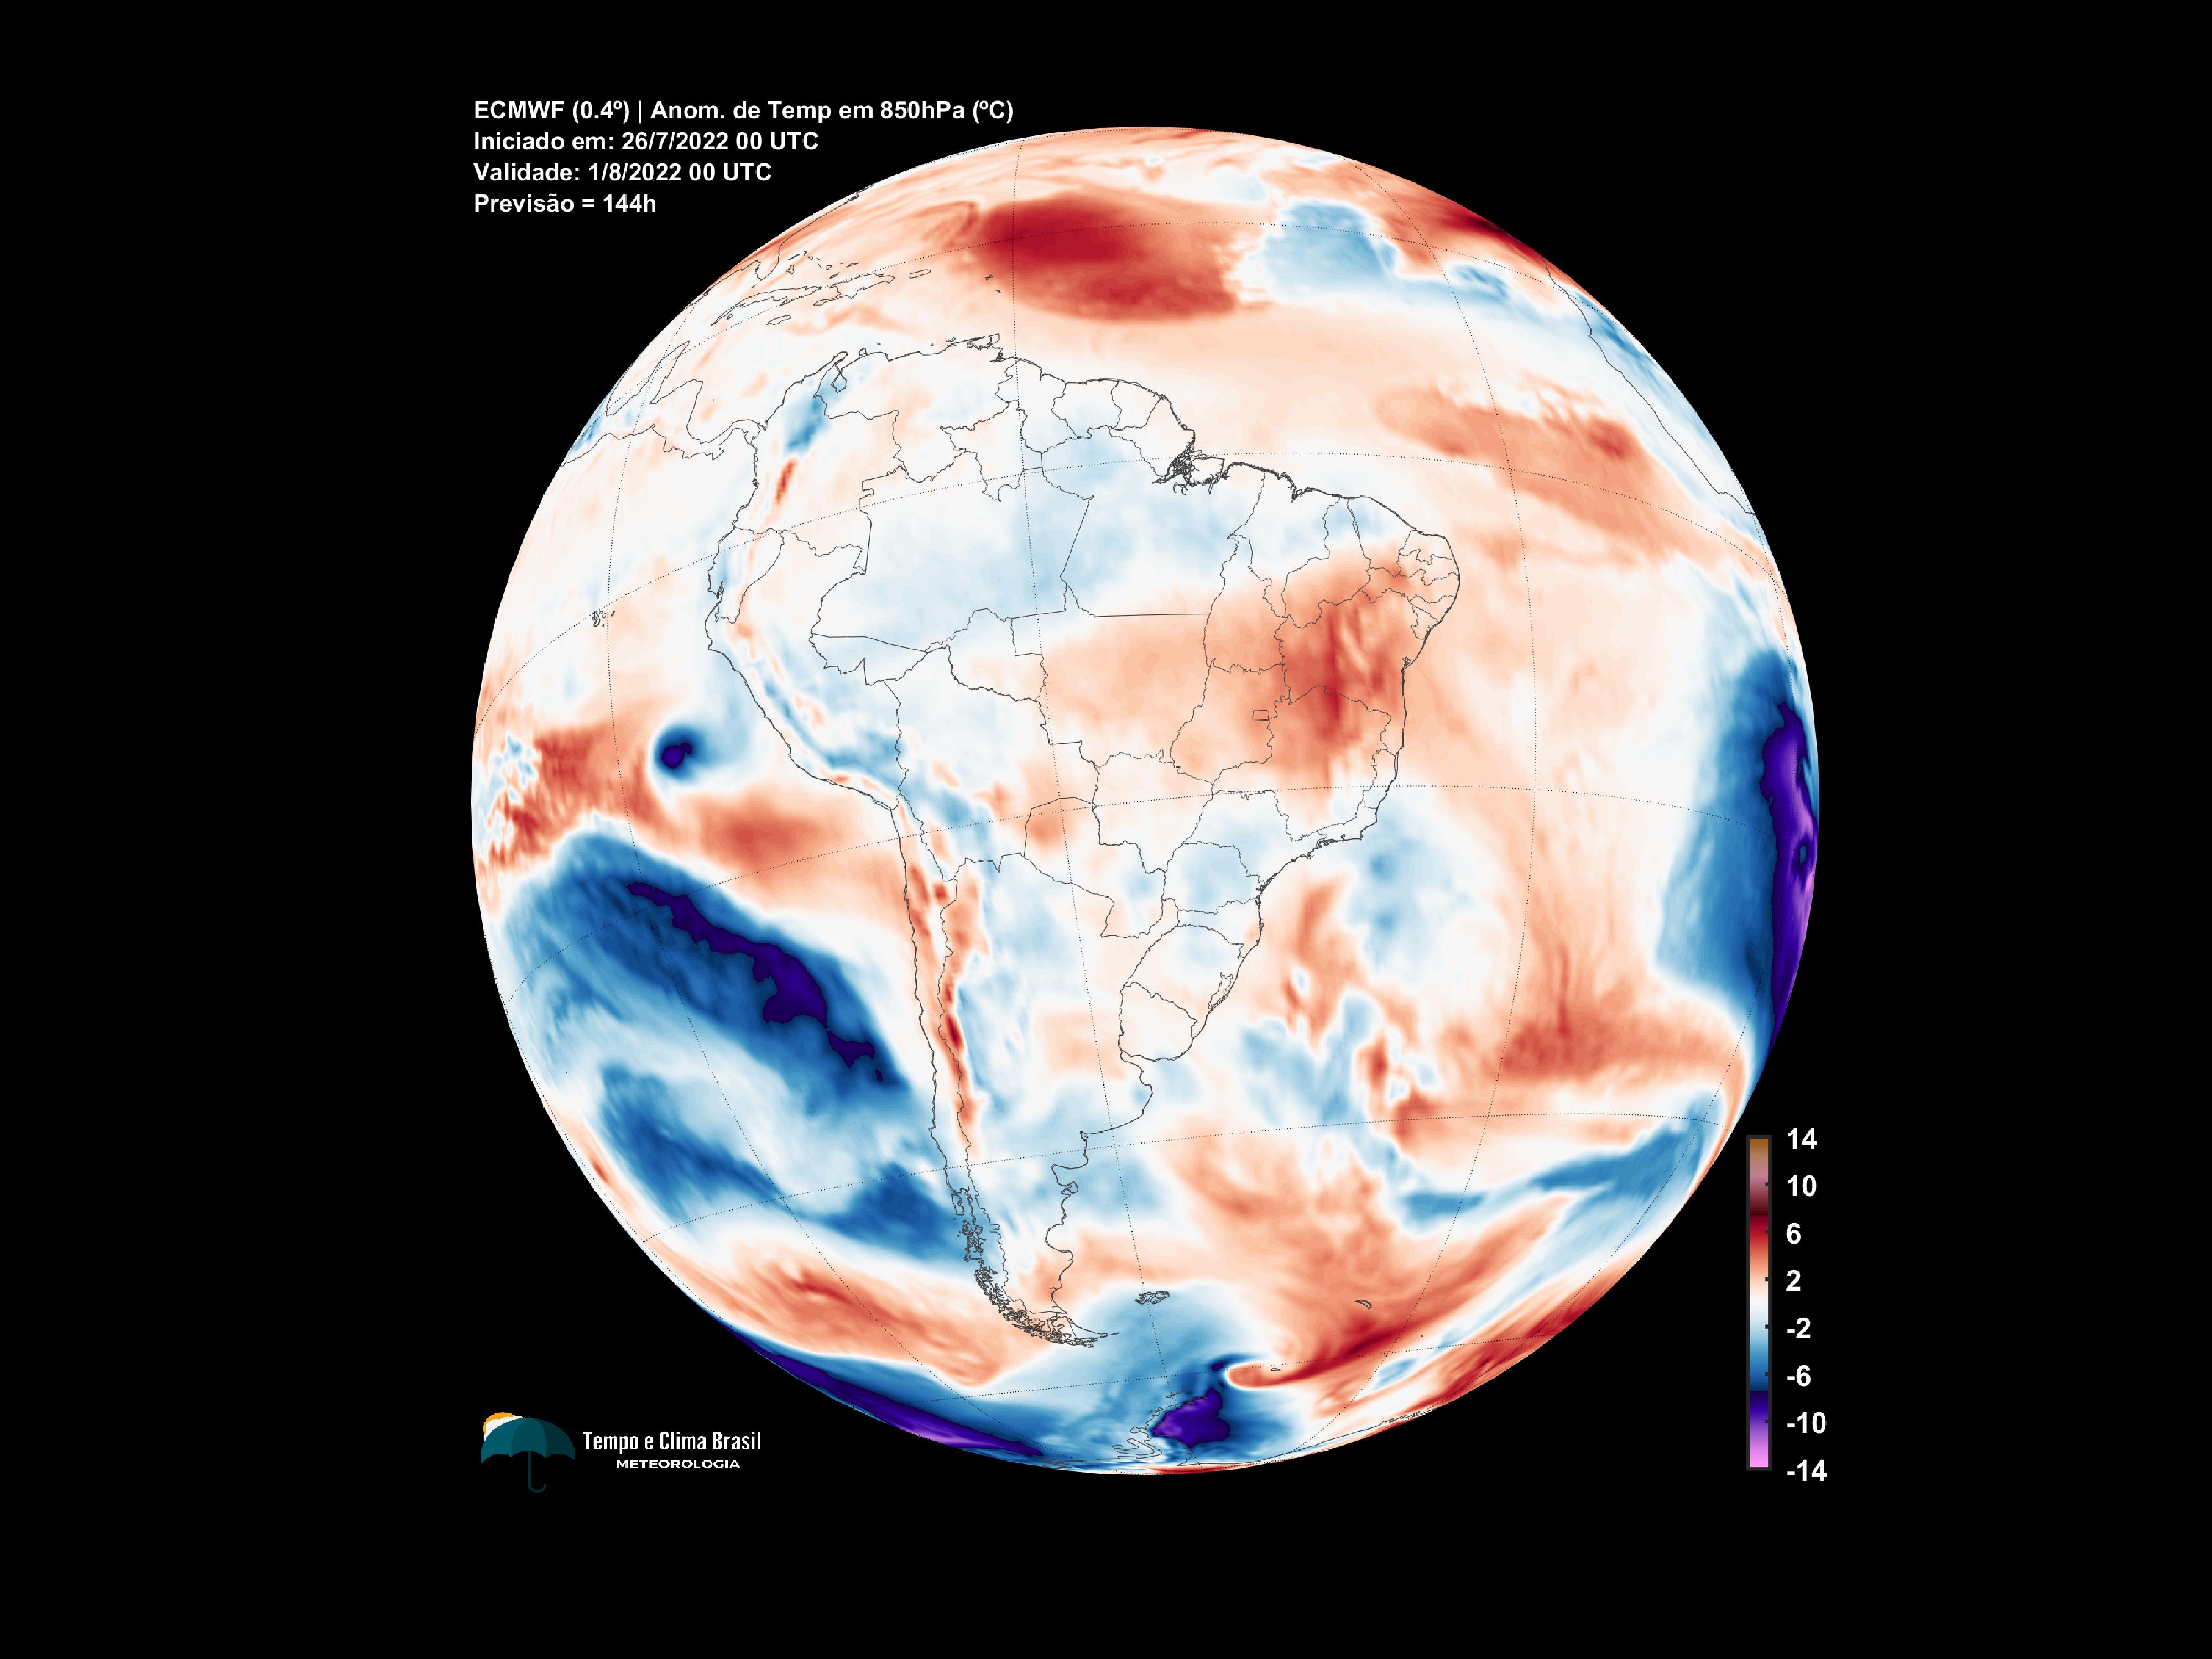 ECMWF (0.4º) | Anom. de Temp em 850hPa (ºC)
Iniciado em: 26/7/2022 00 UTC
Validade: 1/8/2022 00 UTC
Previsão = 144h
14
10
6
2
-2
-6
-10
-14
Tempo e Clima Brasil
METEOROLOGIA